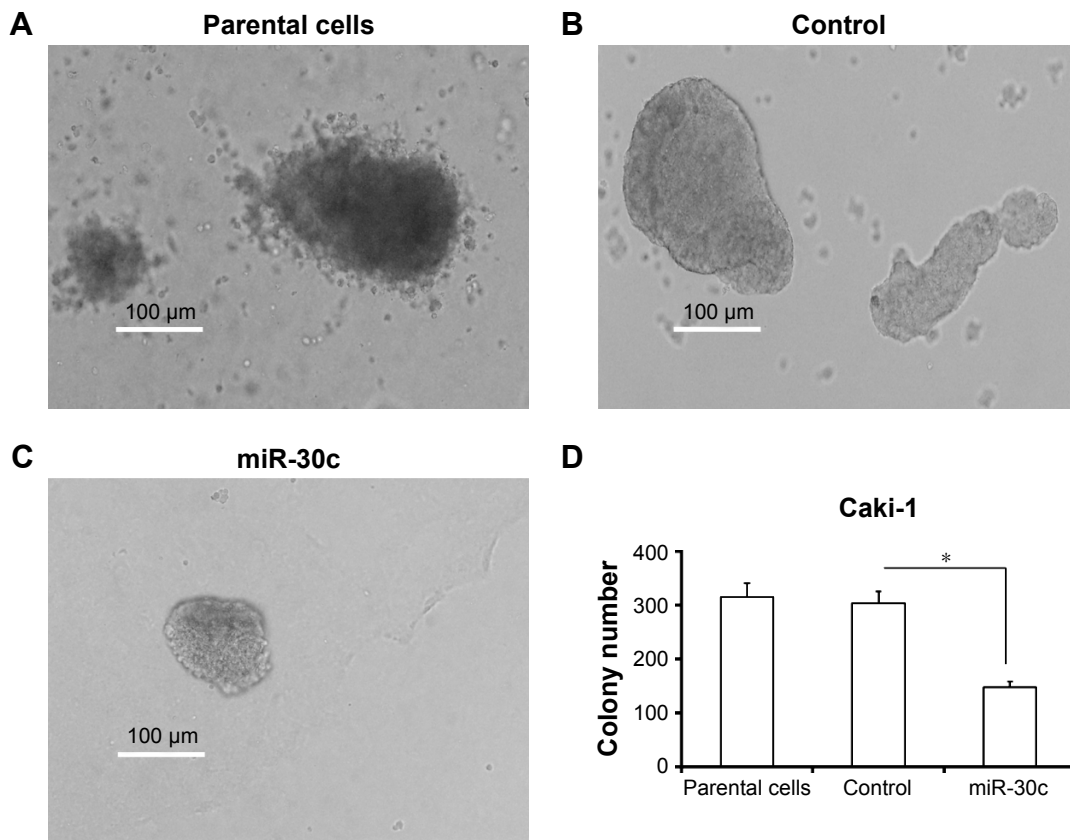 A
Parental cells
100 µm
B
Control
100 µm
C
miR-30c
100 µm
D
Caki-1
Colony number
400
300
200
100
0
*
Parental cells
Control
miR-30c